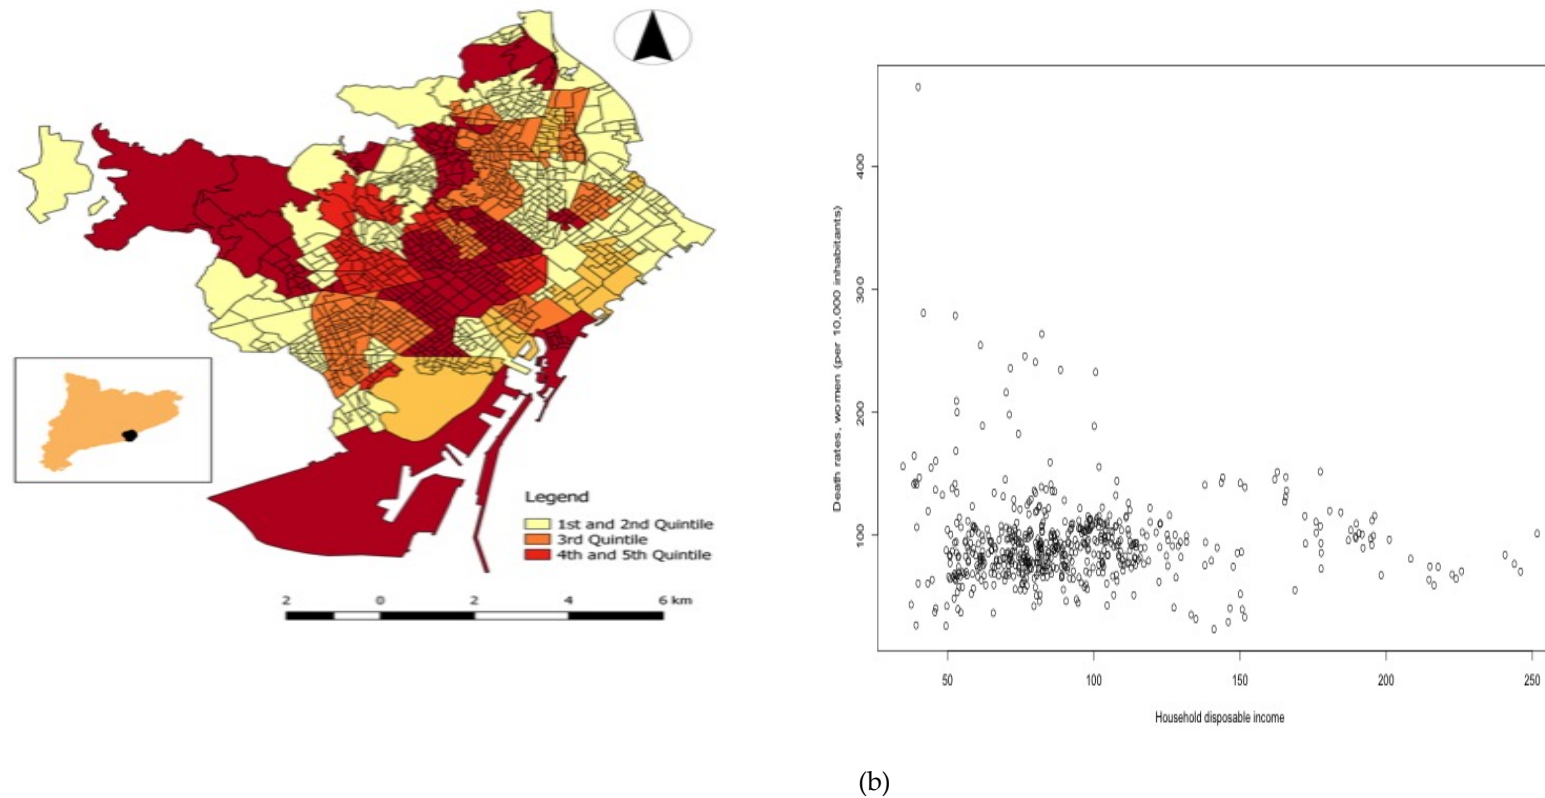 Legend
1st and 2nd Quintile
3rd Quintile
4th and 5th Quintile
2 0 2 4 6 km
Death rates, women (per 10,000 inhabitants)
400
300
200
100
50 100 150 200 250
Household disposable income
(b)